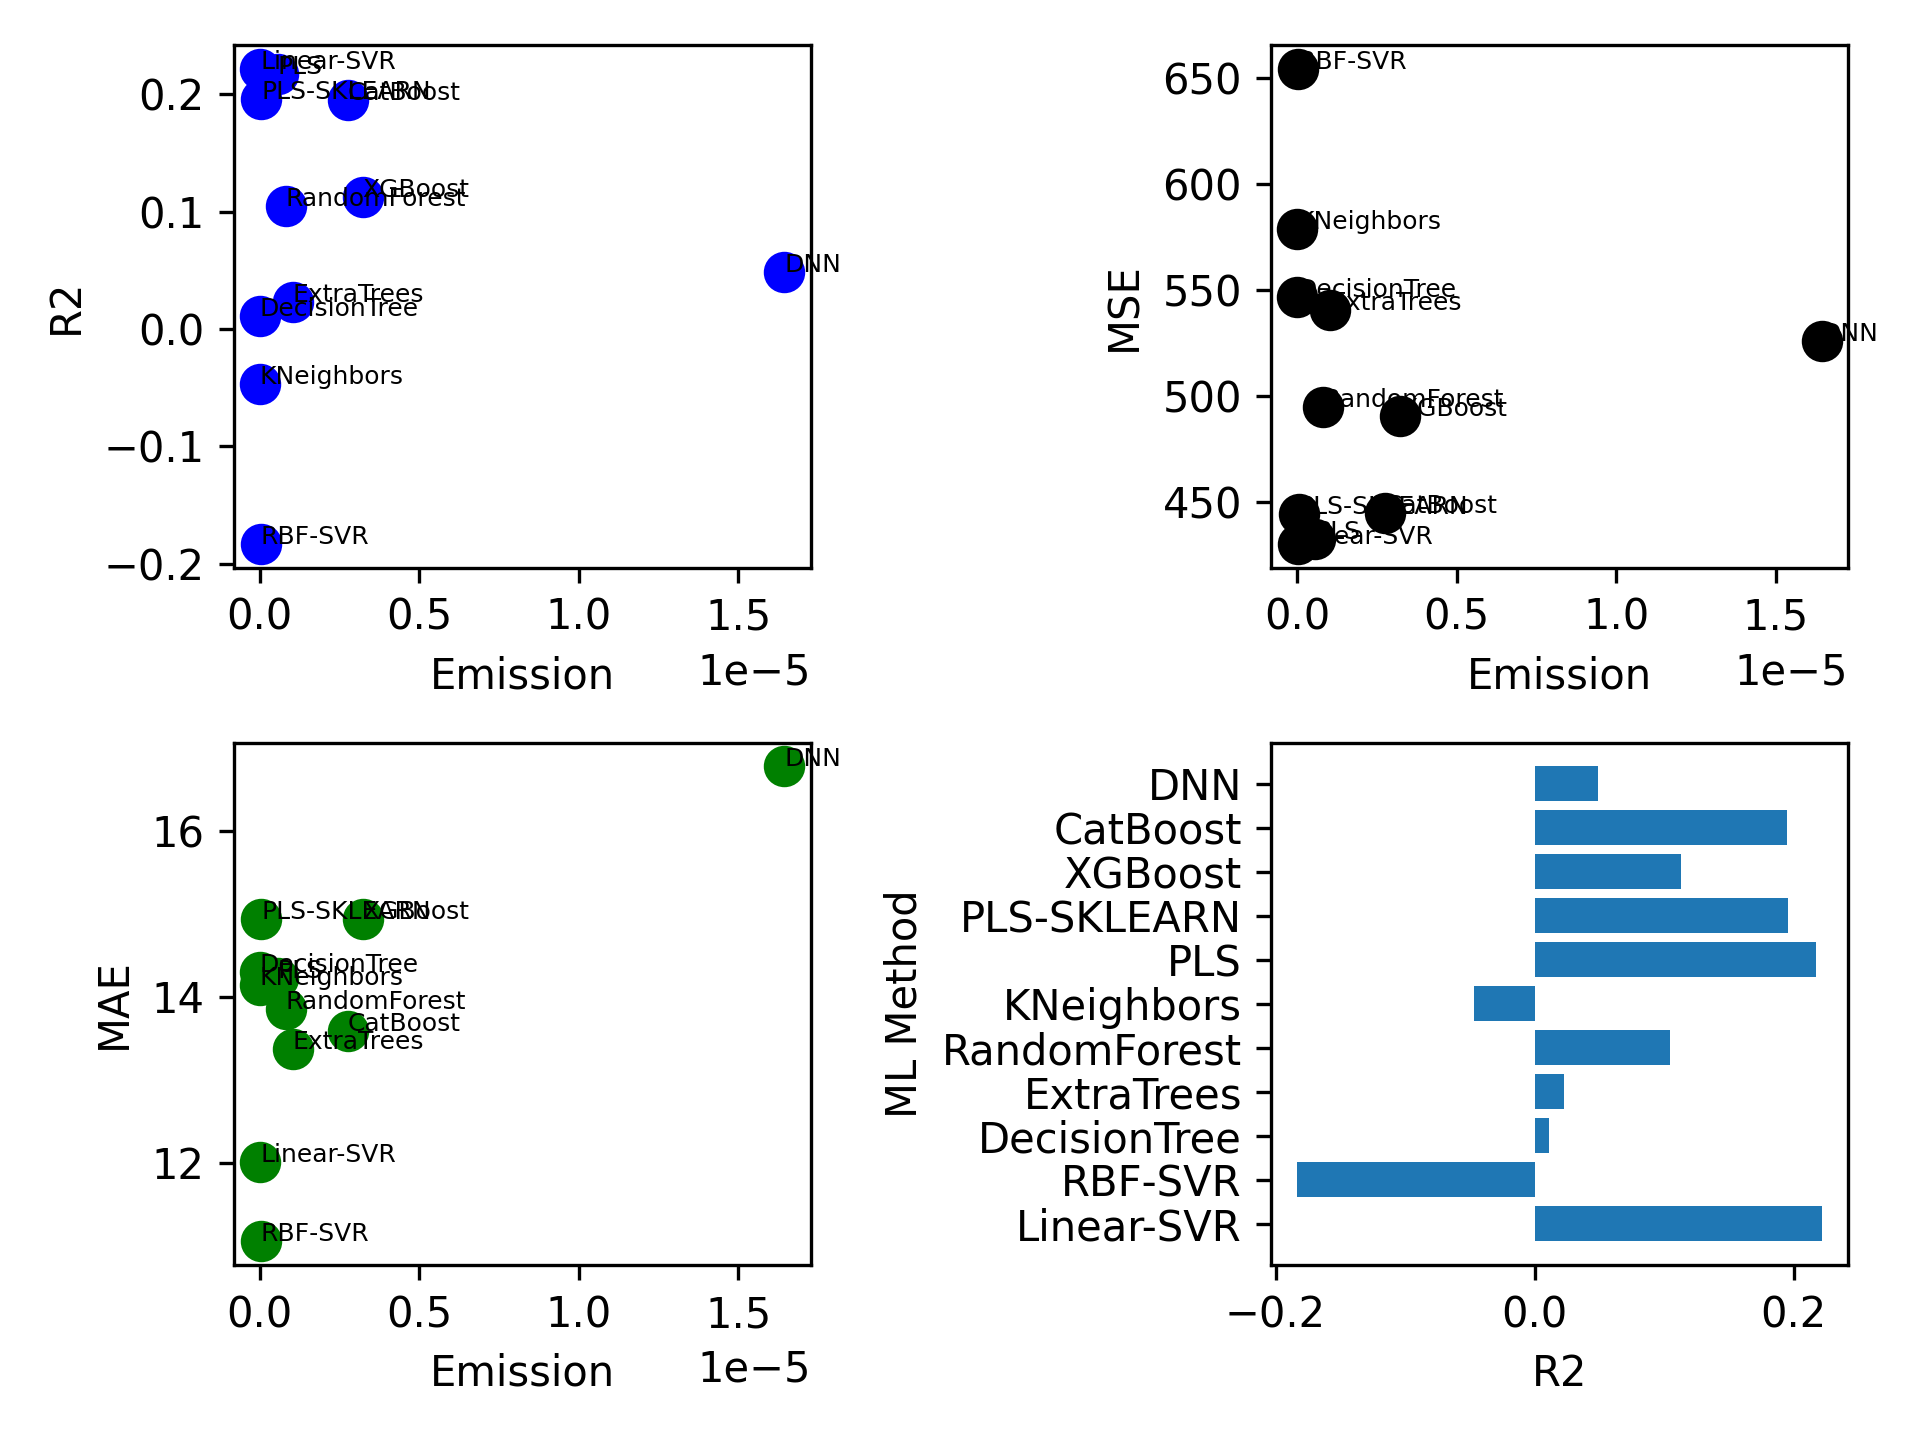 R2
0.2
0.1
0.0
−0.1
−0.2
Linear-SVR
PLS
PLS-SKLEARN
CatBoost
XGBoost
RandomForest
DNN
ExtraTrees
DecisionTree
KNeighbors
RBF-SVR
0.0 0.5 1.0 1.5
Emission
1e−5
MSE
650
600
550
500
450
RBF-SVR
KNeighbors
DecisionTree
ExtraTrees
DNN
RandomForest
XGBoost
PLS-SKLEARN
CatBoost
PLS
Linear-SVR
0.0 0.5 1.0 1.5
Emission
1e−5
MAE
16
14
12
DNN
PLS-SKLEARN
XGBoost
DecisionTree
PLS
KNeighbors
RandomForest
CatBoost
ExtraTrees
Linear-SVR
RBF-SVR
0.0 0.5 1.0 1.5
Emission
1e−5
ML Method
DNN
CatBoost
XGBoost
PLS-SKLEARN
PLS
KNeighbors
RandomForest
ExtraTrees
DecisionTree
RBF-SVR
Linear-SVR
−0.2 0.0 0.2
R2